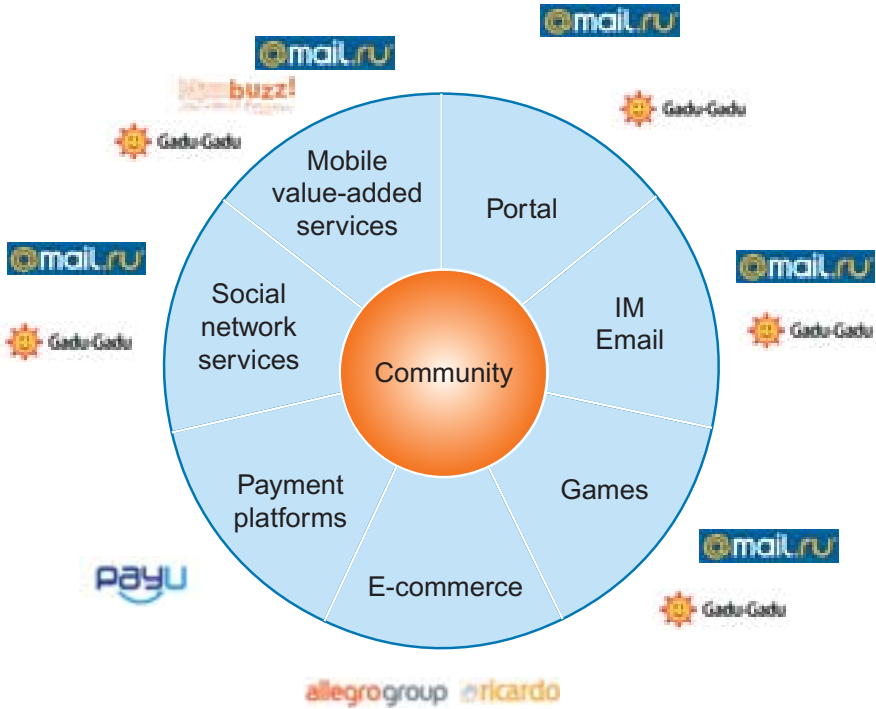 @mail.ru
@mail.ru
buzz!
Gadu-Gadu
Gadu-Gadu
Mobile
value-added
services
Portal
@mail.ru
@mail.ru
Social
network
services
IM
Email
Gadu-Gadu
Gadu-Gadu
Community
Payment
platforms
Games
@mail.ru
PayU
E-commerce
Gadu-Gadu
allegrogroup ricardo